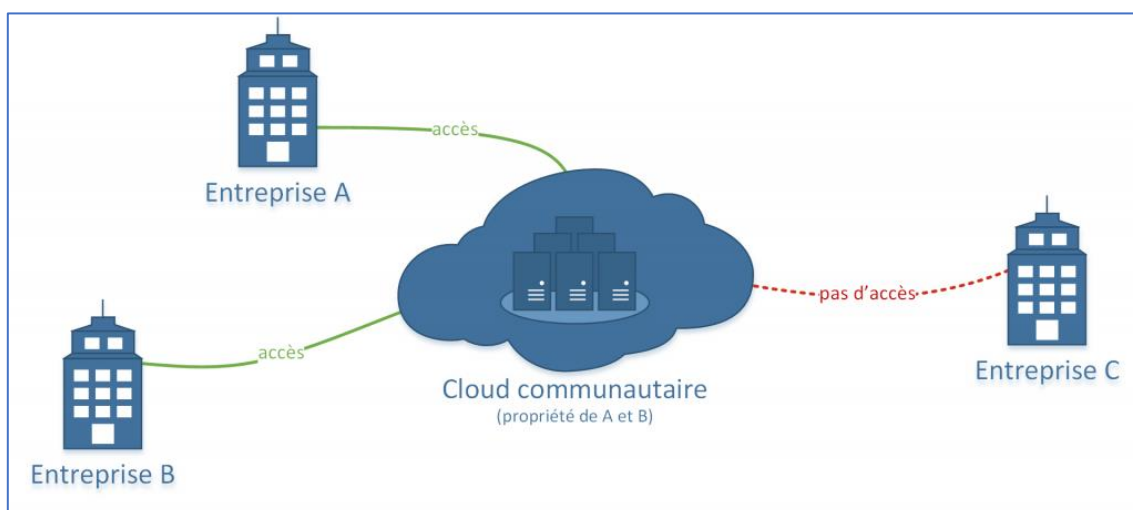 accès
Entreprise A
pas d'accès
accès
Entreprise C
Cloud communautaire
(propriété de A et B)
Entreprise B